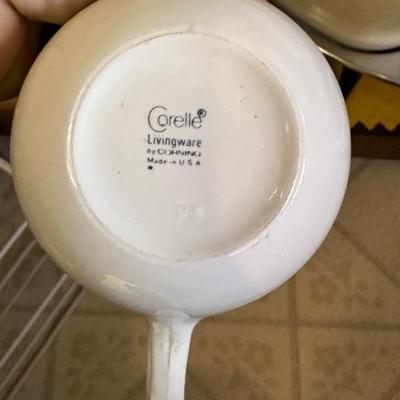 Corelle®
Livingware
by CORNING
Made in U S A